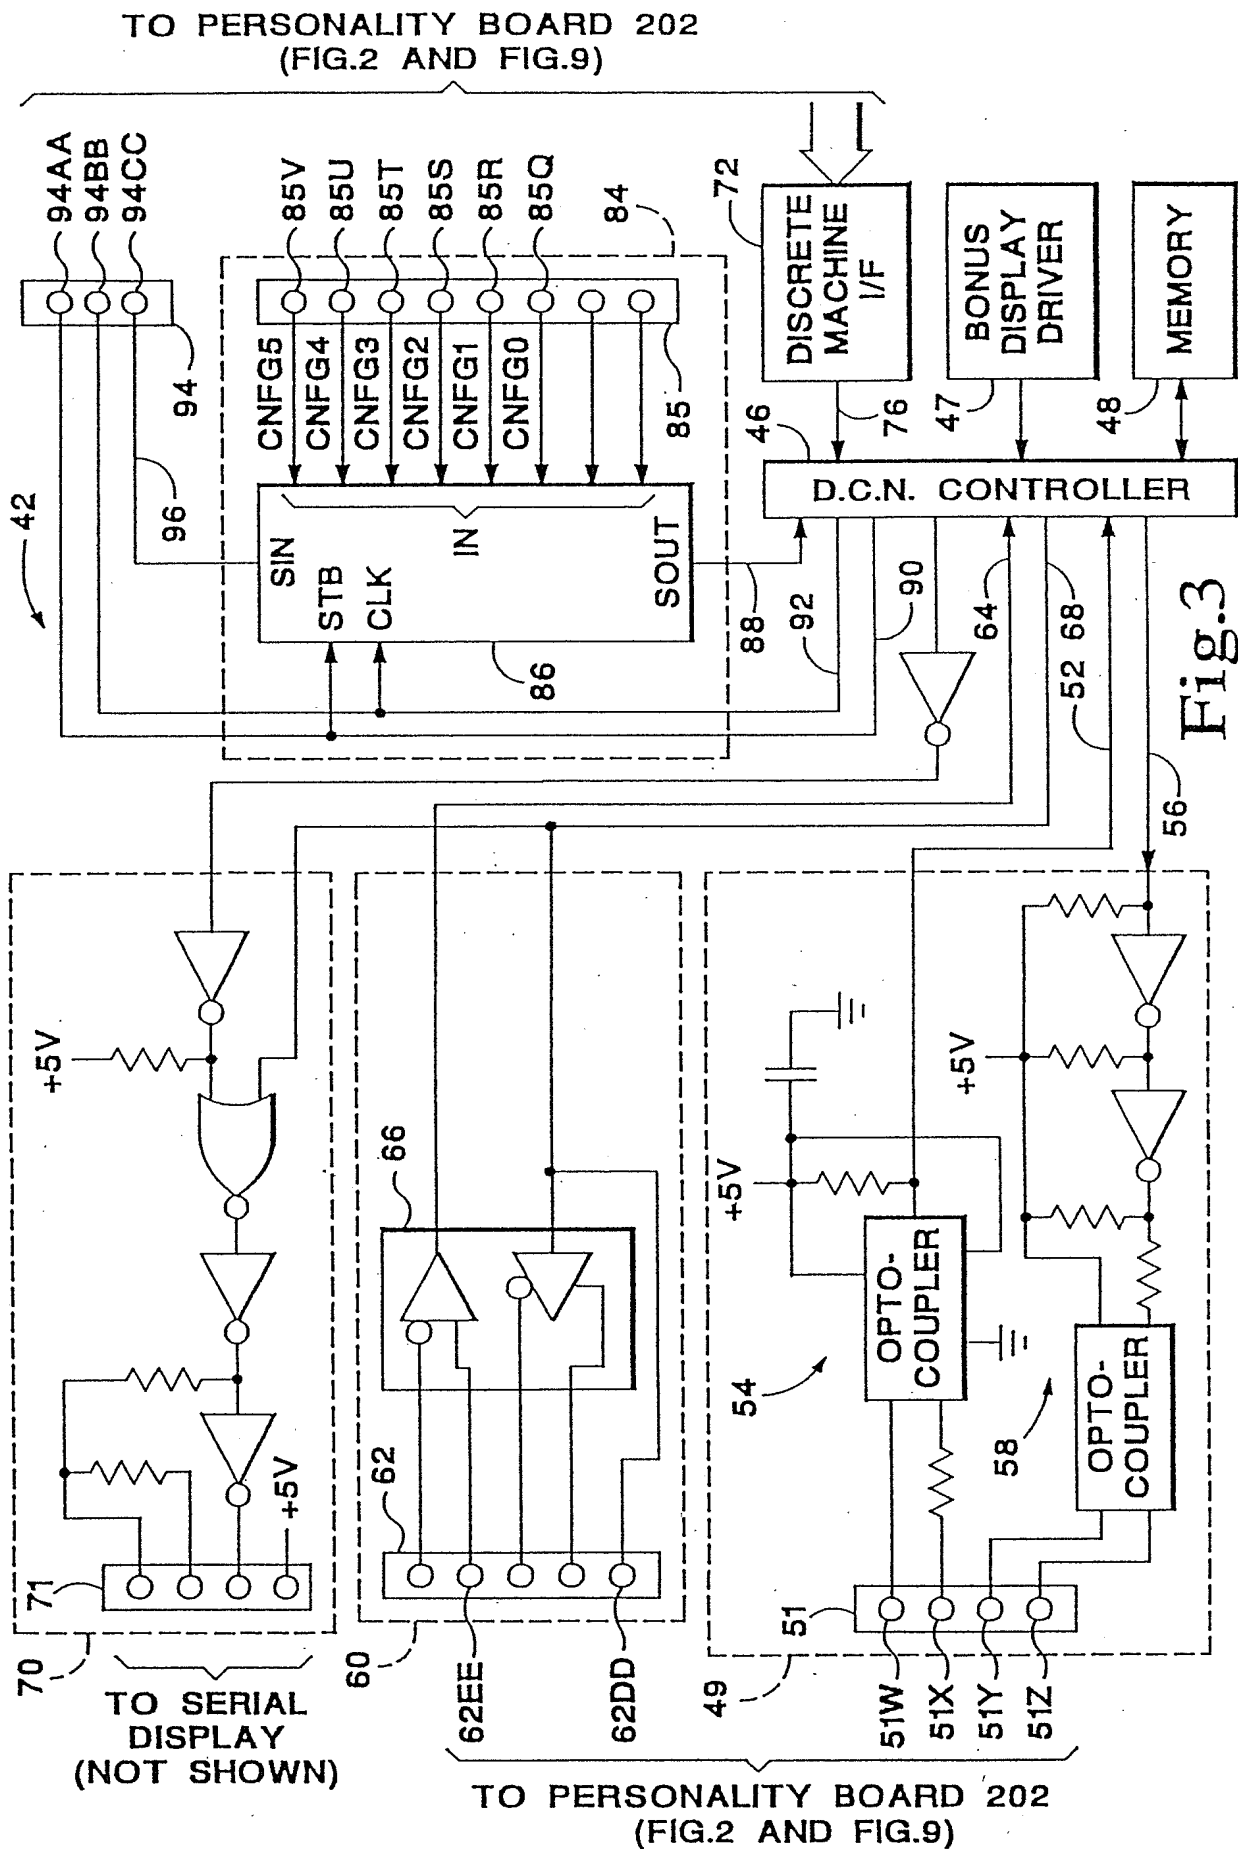 TO PERSONALITY BOARD 202
(FIG.2 AND FIG.9)
94AA
94BB
94CC
85V
85U
85T
85S
85R
85Q
84
72
94
42
96
CNFG5
CNFG4
CNFG3
CNFG2
CNFG1
CNFG0
85
SIN
STB
CLK
IN
SOUT
86
88
DISCRETE
MACHINE
I/F
BONUS
DISPLAY
DRIVER
MEMORY
46
76
47
48
D.C.N. CONTROLLER
92
90
64
68
52
56
Fig.3
+5V
66
+5V
+5V
OPTO-
COUPLER
54
OPTO-
COUPLER
58
71
+5V
62
51
70
60
49
62EE
62DD
51W
51X
51Y
51Z
TO SERIAL
DISPLAY
(NOT SHOWN)
TO PERSONALITY BOARD 202
(FIG.2 AND FIG.9)